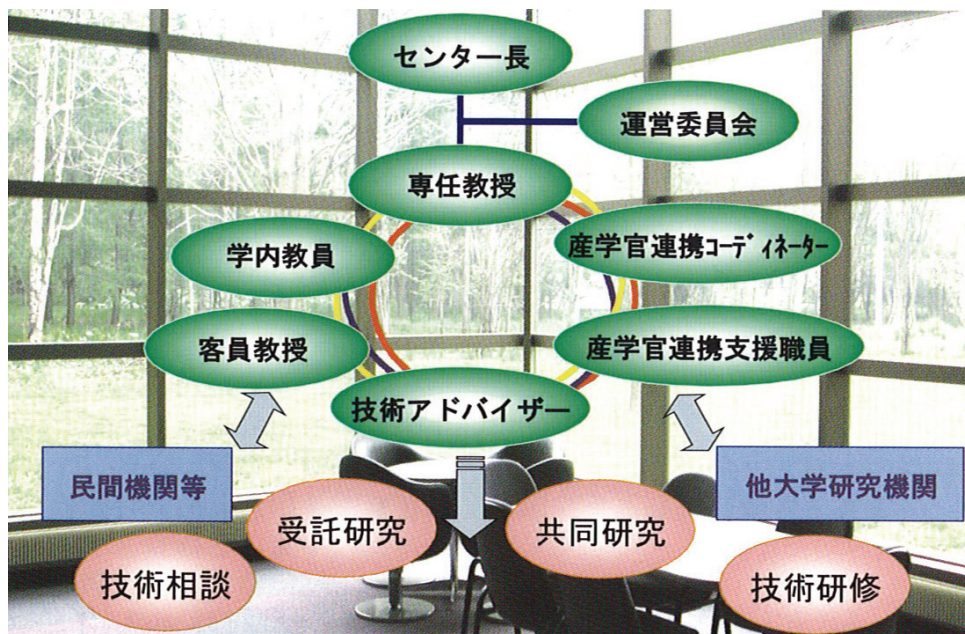 センター長
運営委員会
専任教授
学内教員
産学官連携ｺｰﾃﾞｨﾈｰﾀｰ
客員教授
産学官連携支援職員
技術アドバイザー
民間機関等
他大学研究機関
受託研究
共同研究
技術相談
技術研修